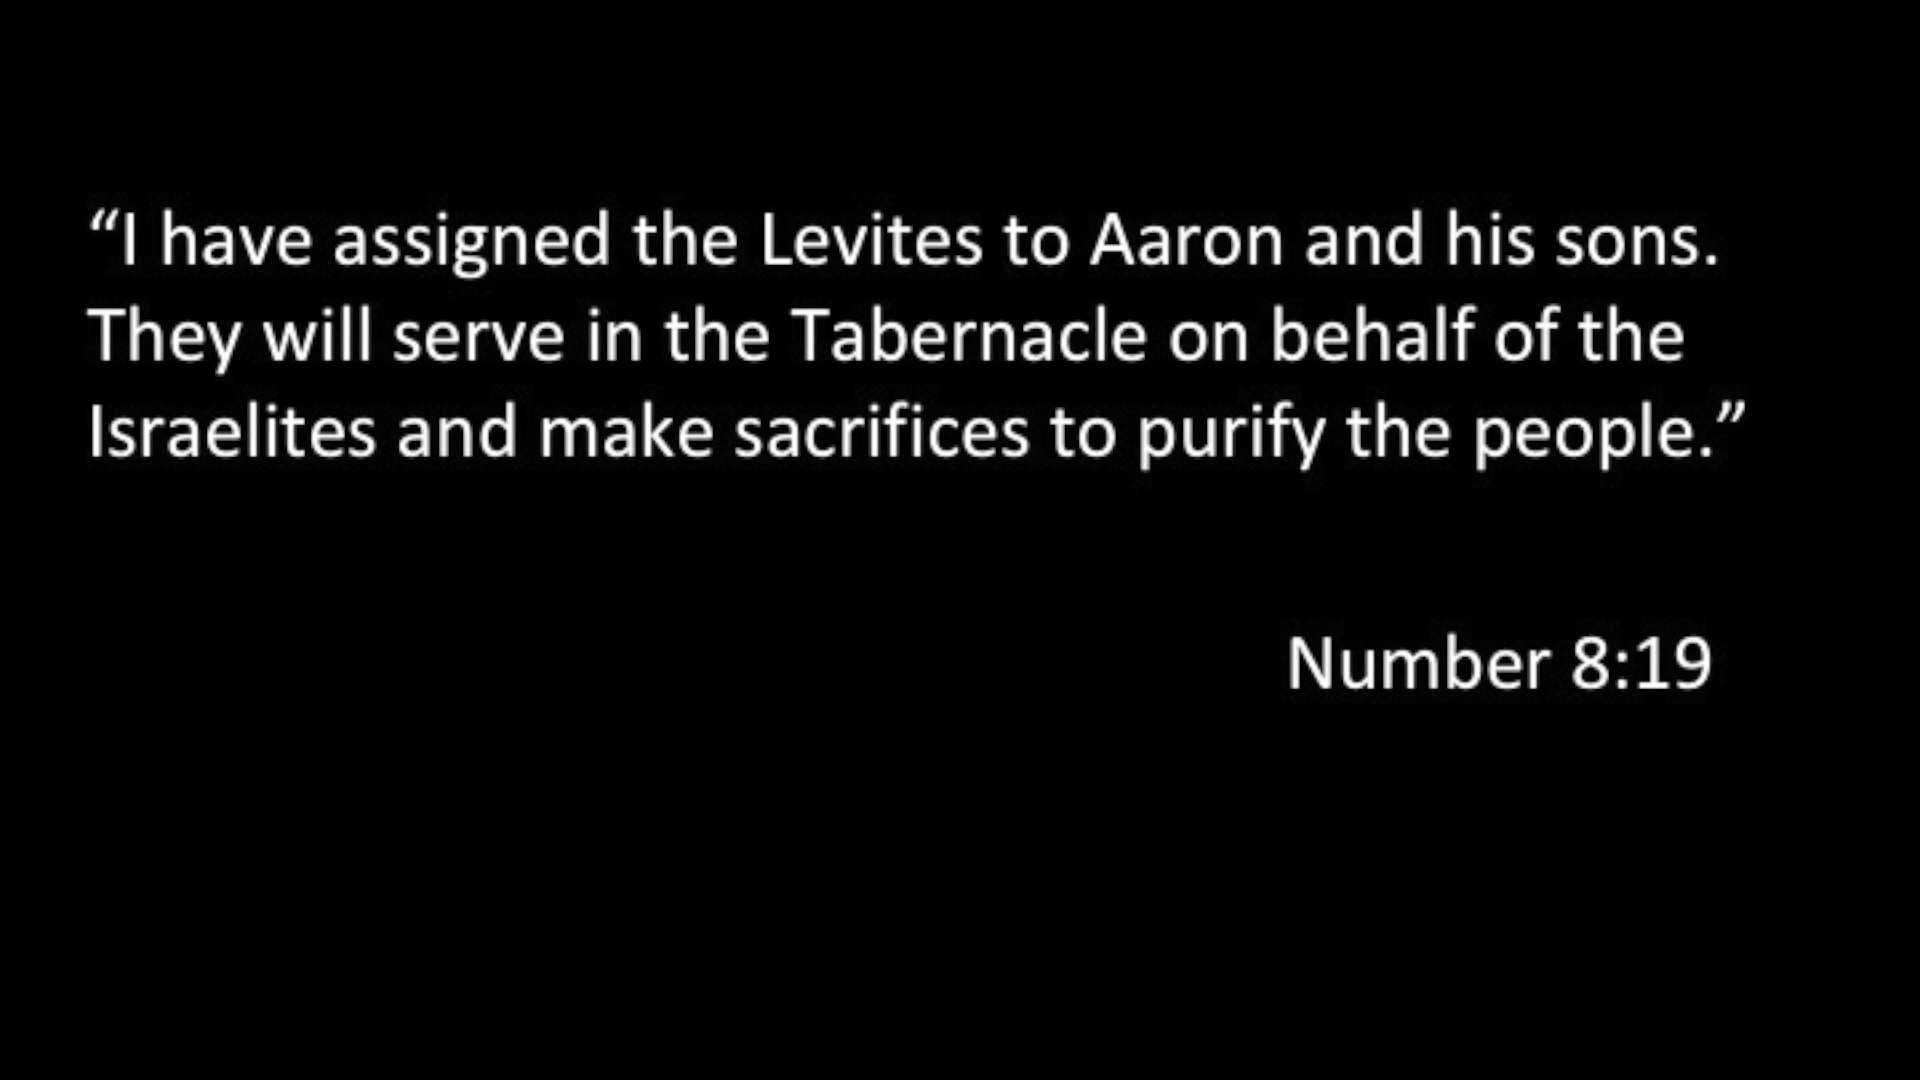 “I have assigned the Levites to Aaron and his sons.
They will serve in the Tabernacle on behalf of the
Israelites and make sacrifices to purify the people.”
Number 8:19